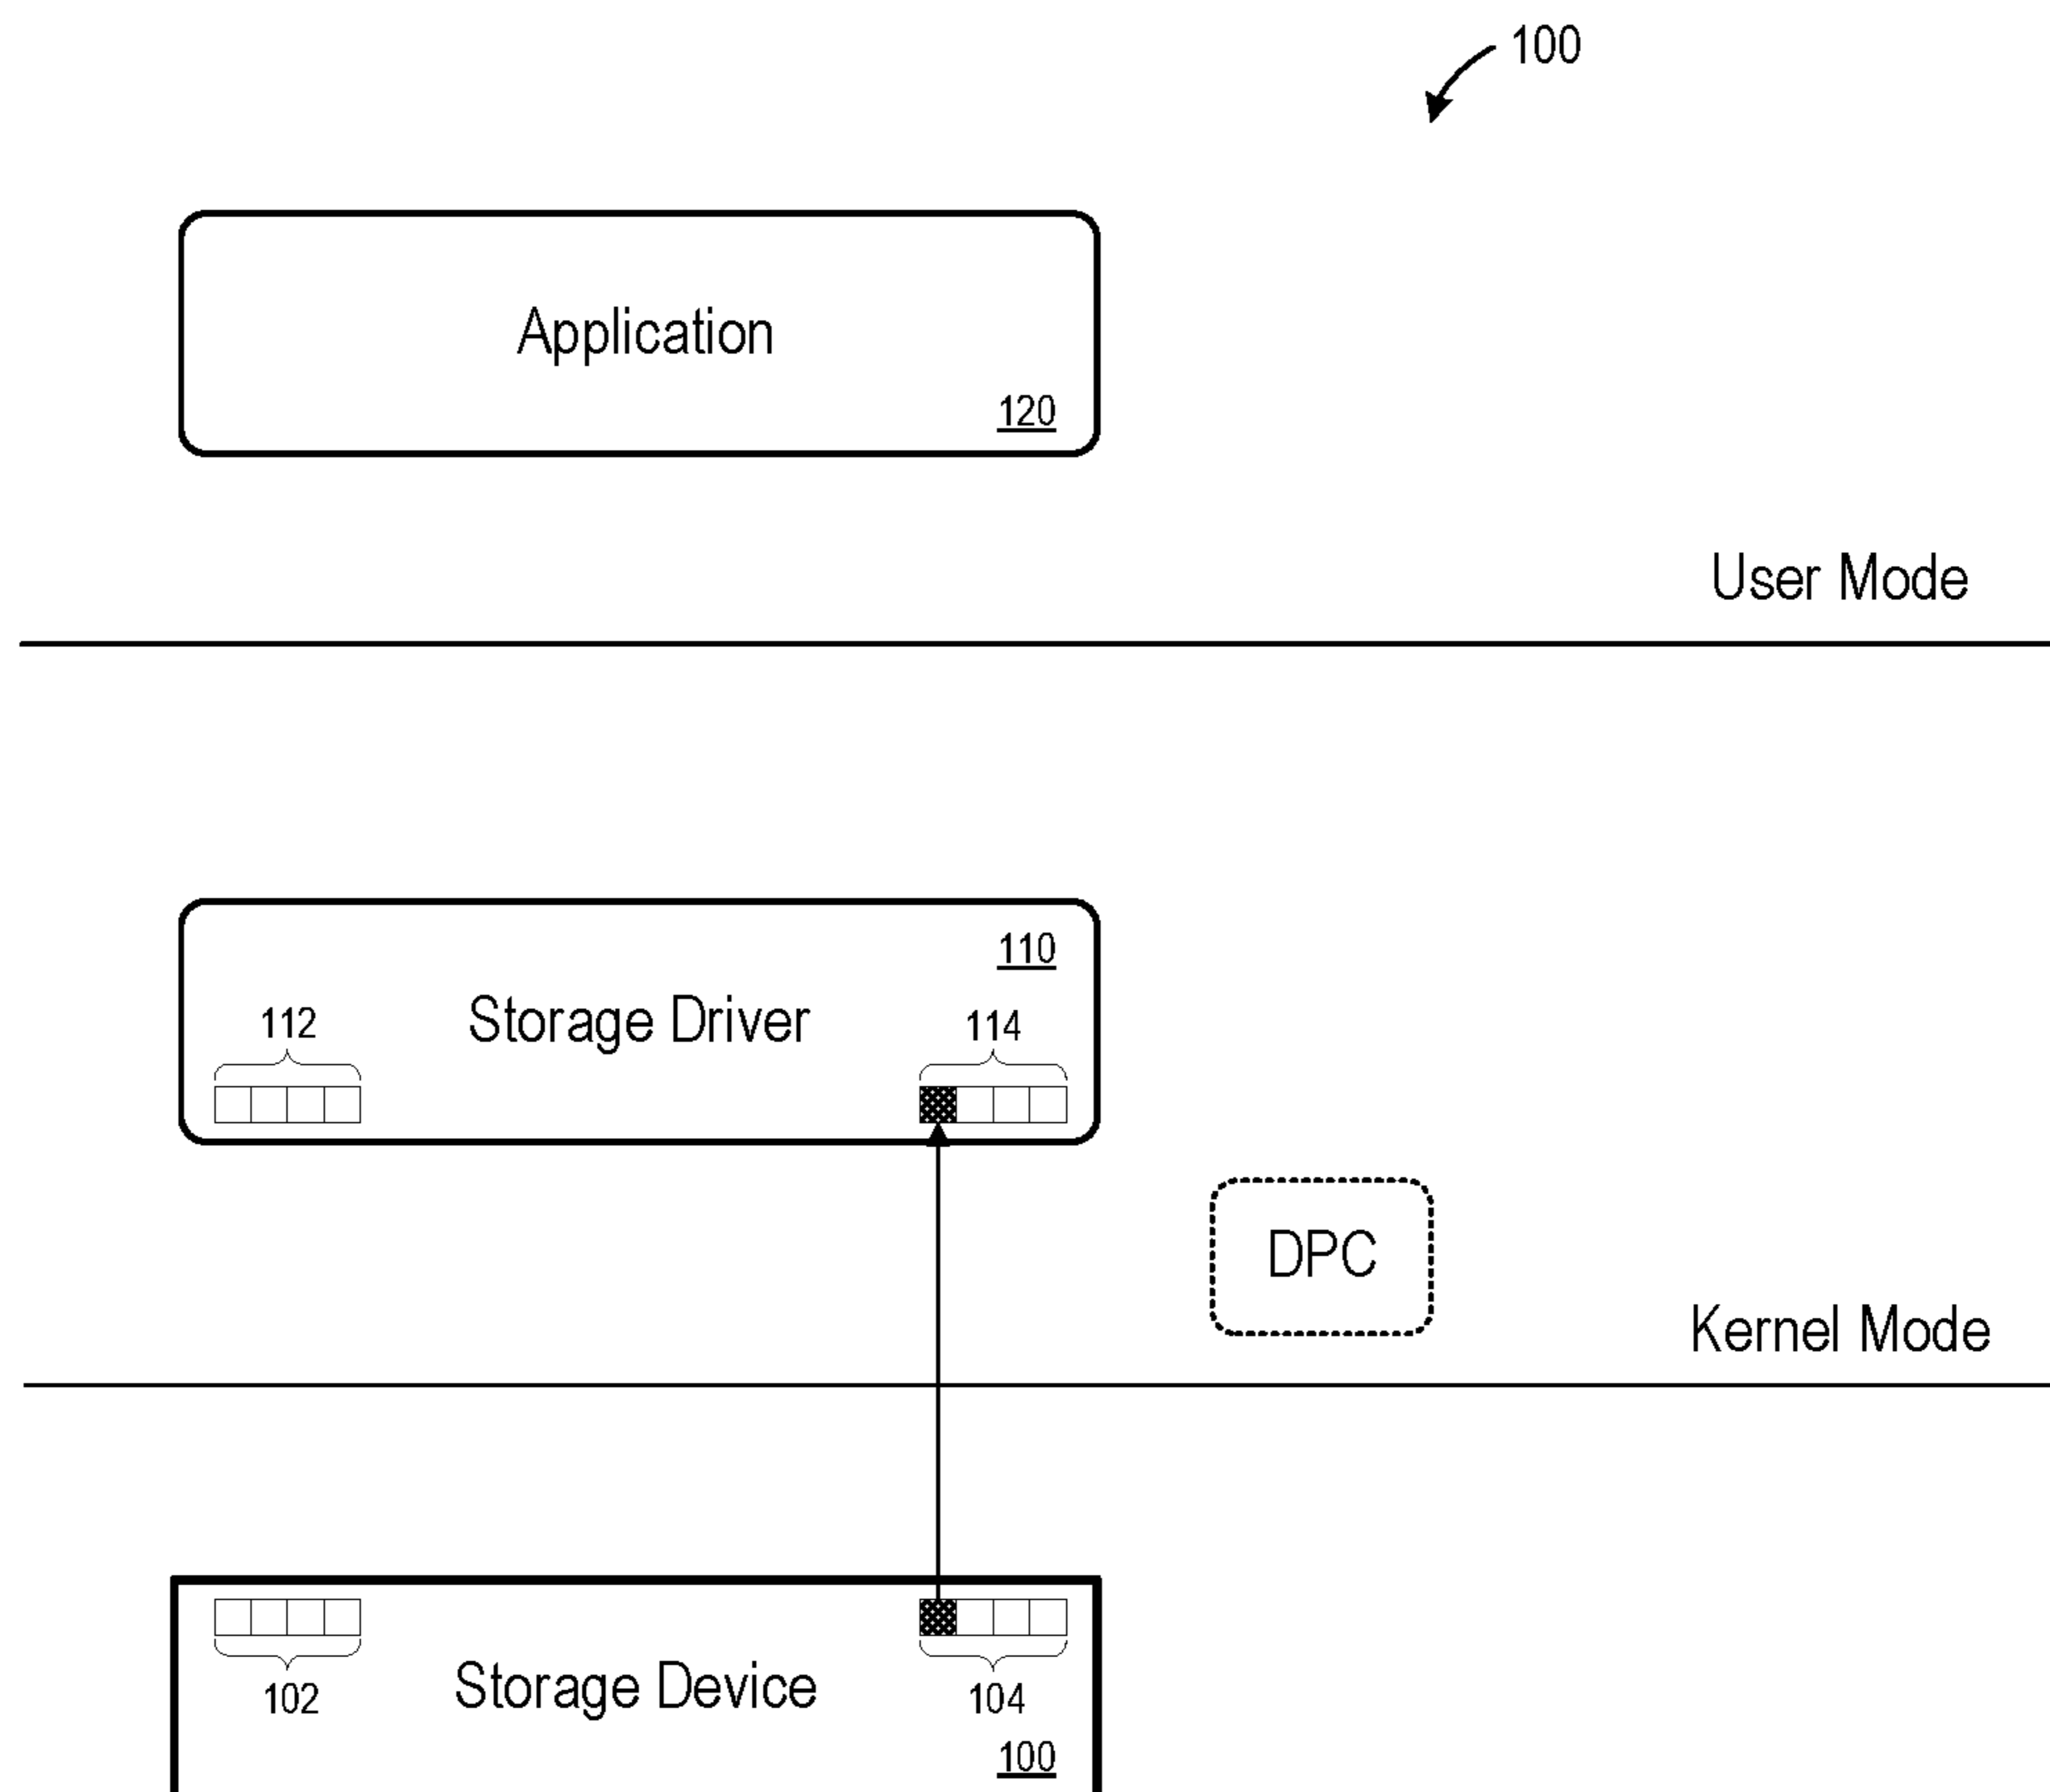 100
Application
120
User Mode
110
112
Storage Driver
114
DPC
Kernel Mode
102
Storage Device
104
100